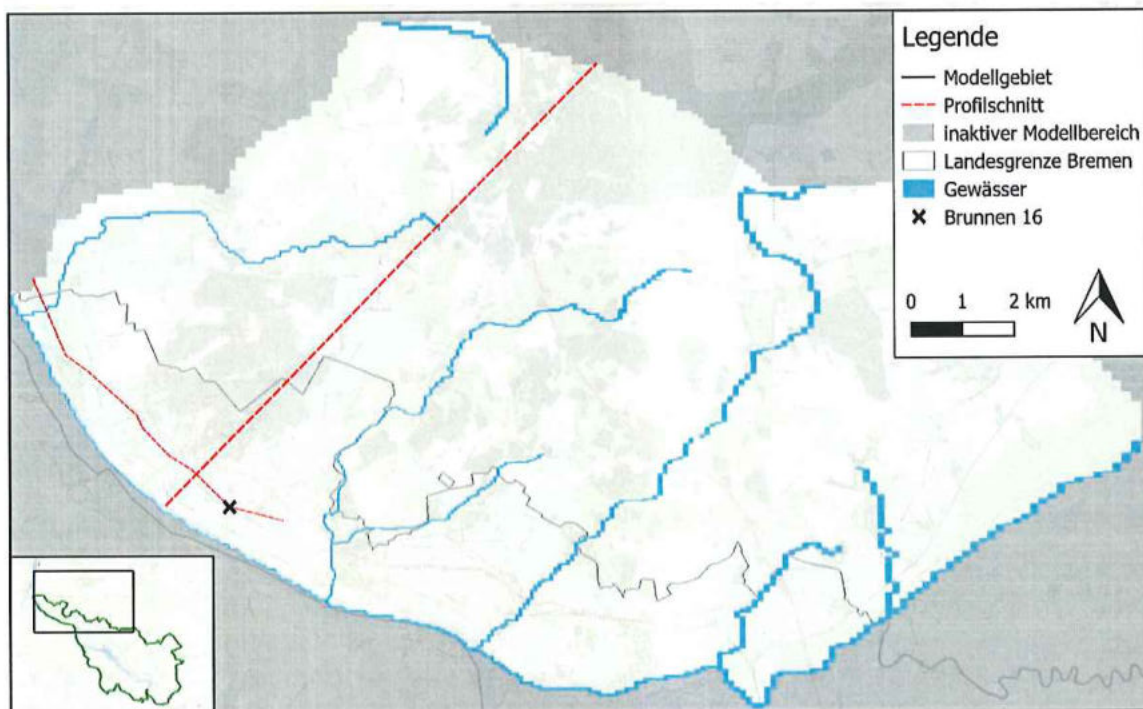 Legende
Modellgebiet
Profilschnitt
inaktiver Modellbereich
Landesgrenze Bremen
Gewässer
Brunnen 16
0 1 2 km
N